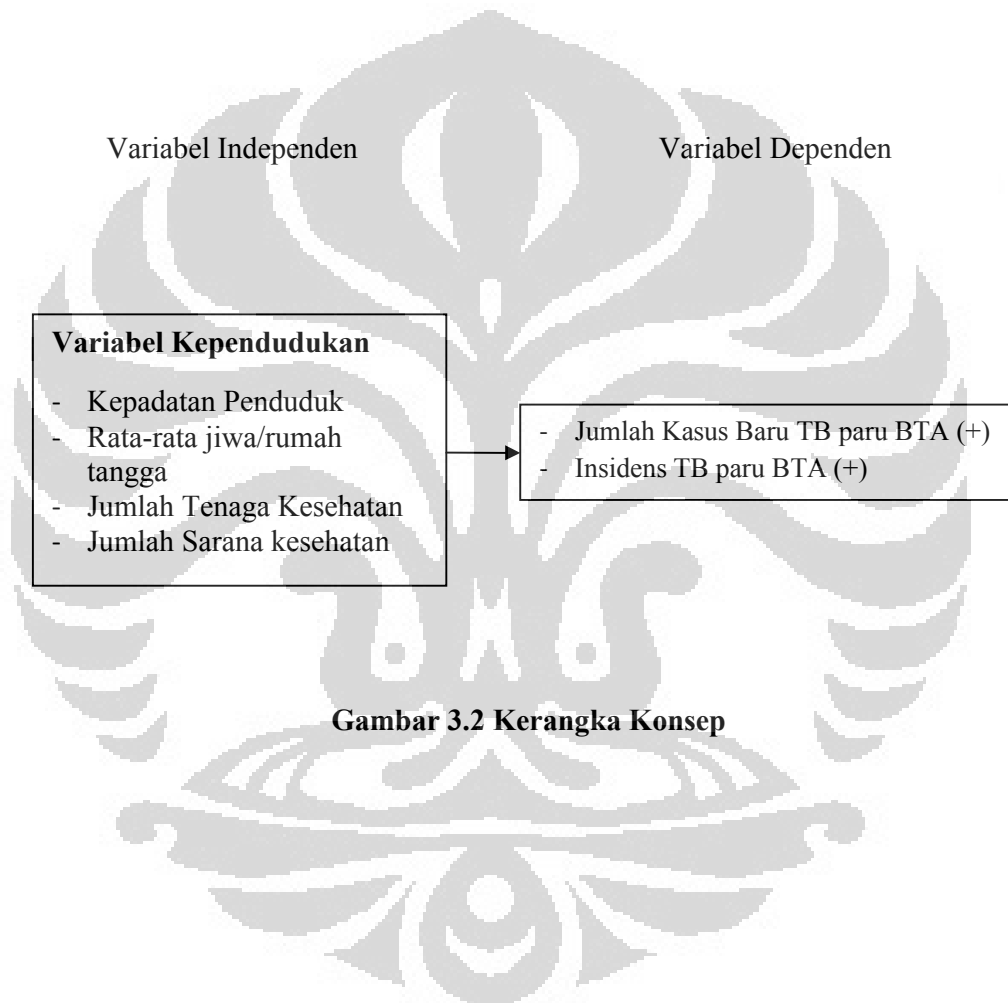 Variabel Independen
Variabel Dependen
Variabel Kependudukan
- Kepadatan Penduduk
- Rata-rata jiwa/rumah
tangga
- Jumlah Tenaga Kesehatan
- Jumlah Sarana kesehatan
- Jumlah Kasus Baru TB paru BTA (+)
- Insidens TB paru BTA (+)
Gambar 3.2 Kerangka Konsep